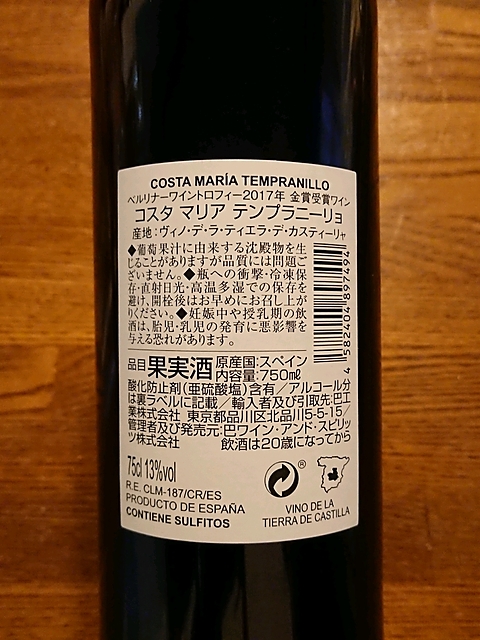 COSTA MARÍA TEMPRANILLO
ベルリナーワイントロフィー2017年 金賞受賞ワイン
コスタ マリア テンプラニーリョ
産地:ヴィノ・デ・ラ・ティエラ・デ・カスティーリャ
◆葡萄果汁に由来する沈殿物を生
じることがありますが品質には問題ご
ざいません。◆瓶への衝撃・冷凍保
存・直射日光・高温多湿での保存を
避け、開栓後はお早めにお召し上が
りください。◆妊娠中や授乳期の飲
酒は、胎児・乳児の発育に悪影響を
与える恐れがあります。
4 582404 897494
品目 果実酒 原産国:スペイン
内容量:750㎖
酸化防止剤(亜硫酸塩)含有/アルコール分
は裏ラベルに記載/輸入者及び引取先:巴工
業株式会社 東京都品川区北品川5-5-15/
管理者及び発売元:巴ワイン・アンド・スピリッ
ツ株式会社 飲酒は20歳になってから
75cl 13%vol
R.E. CLM-187/CR/ES
PRODUCTO DE ESPAÑA
CONTIENE SULFITOS
VINO DE LA
TIERRA DE CASTILLA